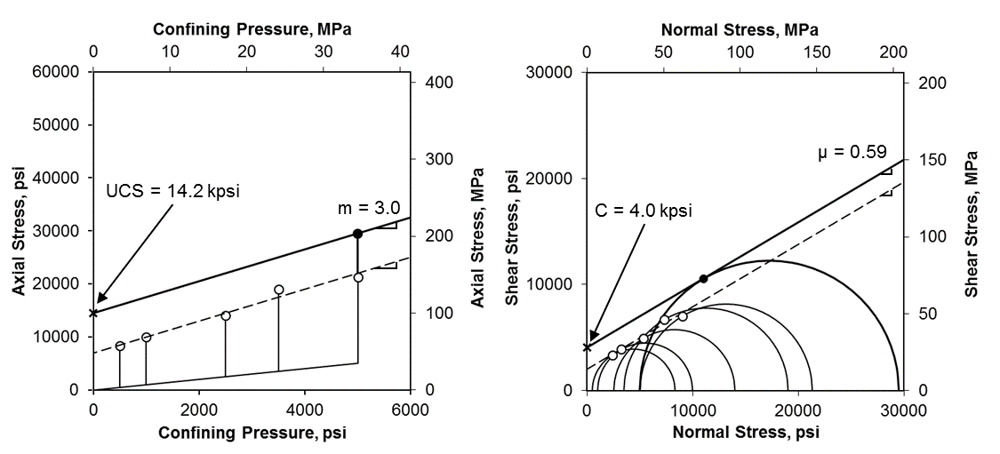 Confining Pressure, MPa
0 10 20 30 40
60000
50000
40000
30000
20000
10000
0
Axial Stress, psi
UCS = 14.2 kpsi
m = 3.0
400
300
200
100
0
Axial Stress, MPa
0 2000 4000 6000
Confining Pressure, psi
Normal Stress, MPa
0 50 100 150 200
30000
20000
10000
0
Shear Stress, psi
μ = 0.59
C = 4.0 kpsi
200
150
100
50
0
Shear Stress, MPa
0 10000 20000 30000
Normal Stress, psi